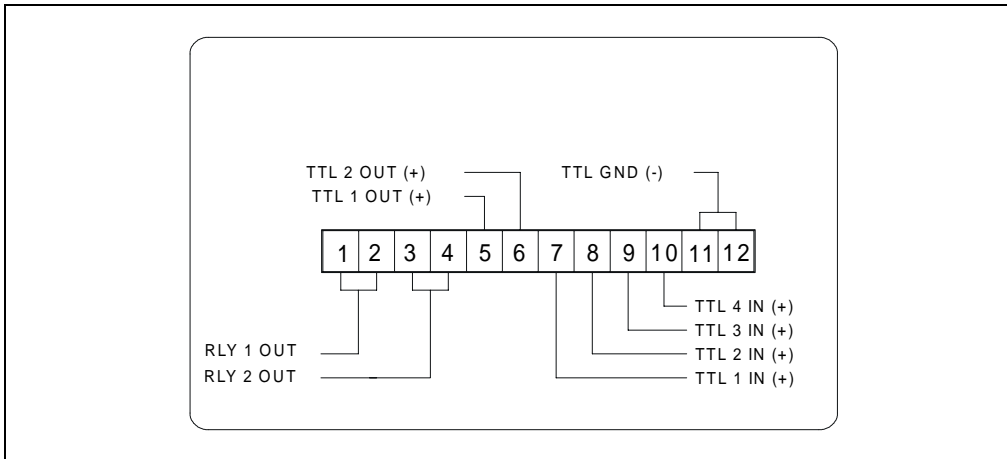 TTL 2 OUT (+)
TTL GND (-)
TTL 1 OUT (+)
1 2 3 4 5 6 7 8 9 10 11 12
TTL 4 IN (+)
TTL 3 IN (+)
RLY 1 OUT
TTL 2 IN (+)
RLY 2 OUT
TTL 1 IN (+)